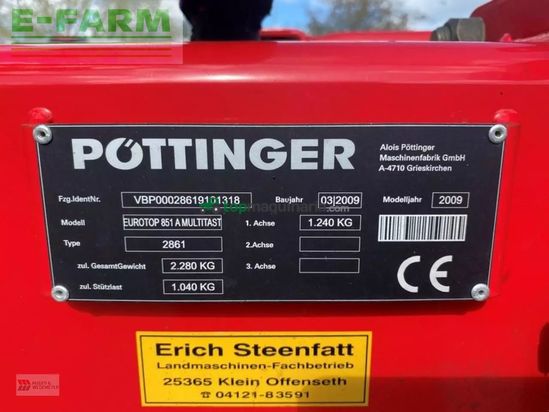 E-FARM
PÖTTINGER
Alois Pöttinger
Maschinenfabrik GmbH
A-4710 Grieskirchen
Fzg.IdentNr. VBP00028619101318 Baujahr 03|2009 Modelljahr 2009
Modell EUROTOP 851 A MULTITAST 1. Achse 1.240 KG
Type 2861 2.Achse
zul. GesamtGewicht 2.280 KG 3. Achse
zul. Stützlast 1.040 KG
CE
Erich Steenfatt
Landmaschinen-Fachbetrieb
25365 Klein Offenseth
☎ 04121-83591